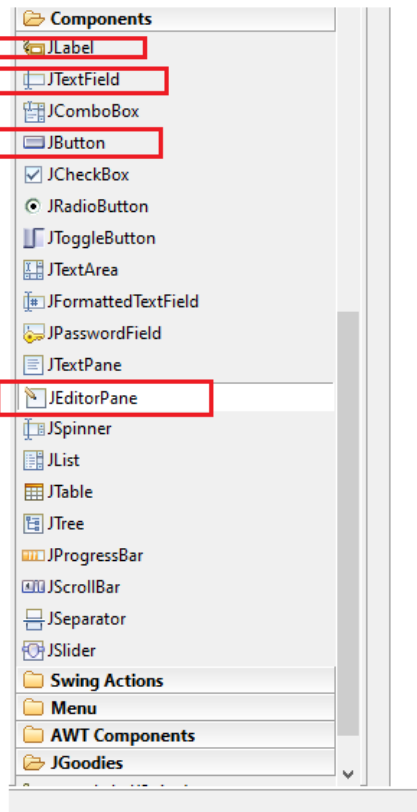 Components
JLabel
JTextField
JComboBox
JButton
JCheckBox
JRadioButton
JToggleButton
JTextArea
JFormattedTextField
JPasswordField
JTextPane
JEditorPane
JSpinner
JList
JTable
JTree
JProgressBar
JScrollBar
JSeparator
JSlider
Swing Actions
Menu
AWT Components
JGoodies